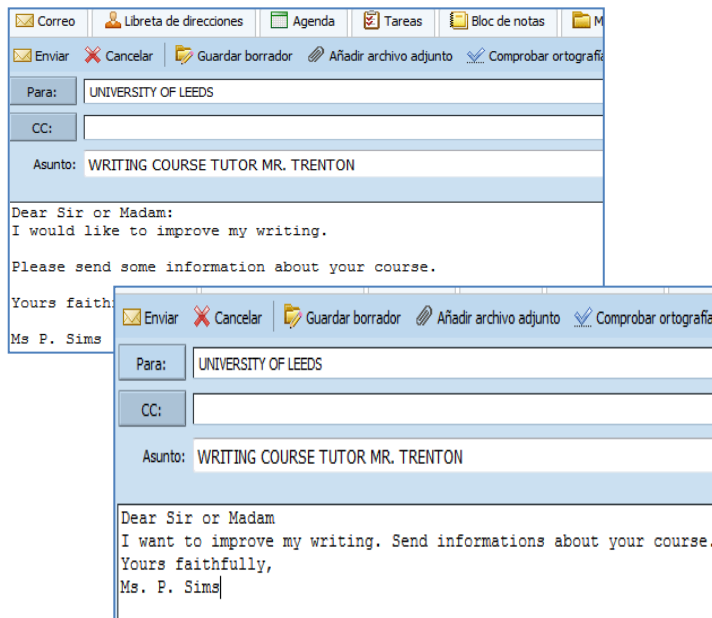 Correo Libreta de direcciones Agenda Tareas Bloc de notas
Enviar Cancelar Guardar borrador Añadir archivo adjunto Comprobar ortografía
Para: UNIVERSITY OF LEEDS
CC:
Asunto: WRITING COURSE TUTOR MR. TRENTON
Dear Sir or Madam:
I would like to improve my writing.
Please send some information about your course.
Yours
Ms P. Sims
Enviar Cancelar Guardar borrador Añadir archivo adjunto Comprobar ortografía
Para: UNIVERSITY OF LEEDS
CC:
Asunto: WRITING COURSE TUTOR MR. TRENTON
Dear Sir or Madam
I want to improve my writing. Send informations about your course.
Yours faithfully,
Ms. P. Sims